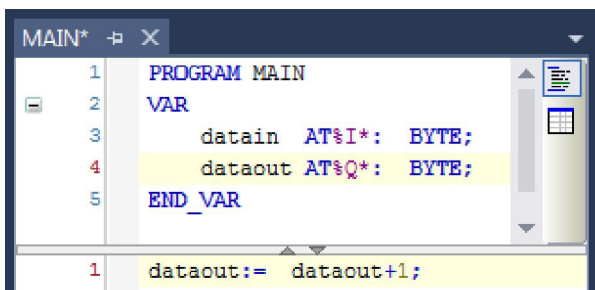 MAIN*
1 PROGRAM MAIN
2 VAR
3 datain AT%I*: BYTE;
4 dataout AT%Q*: BYTE;
5 END_VAR
1 dataout:= dataout+1;